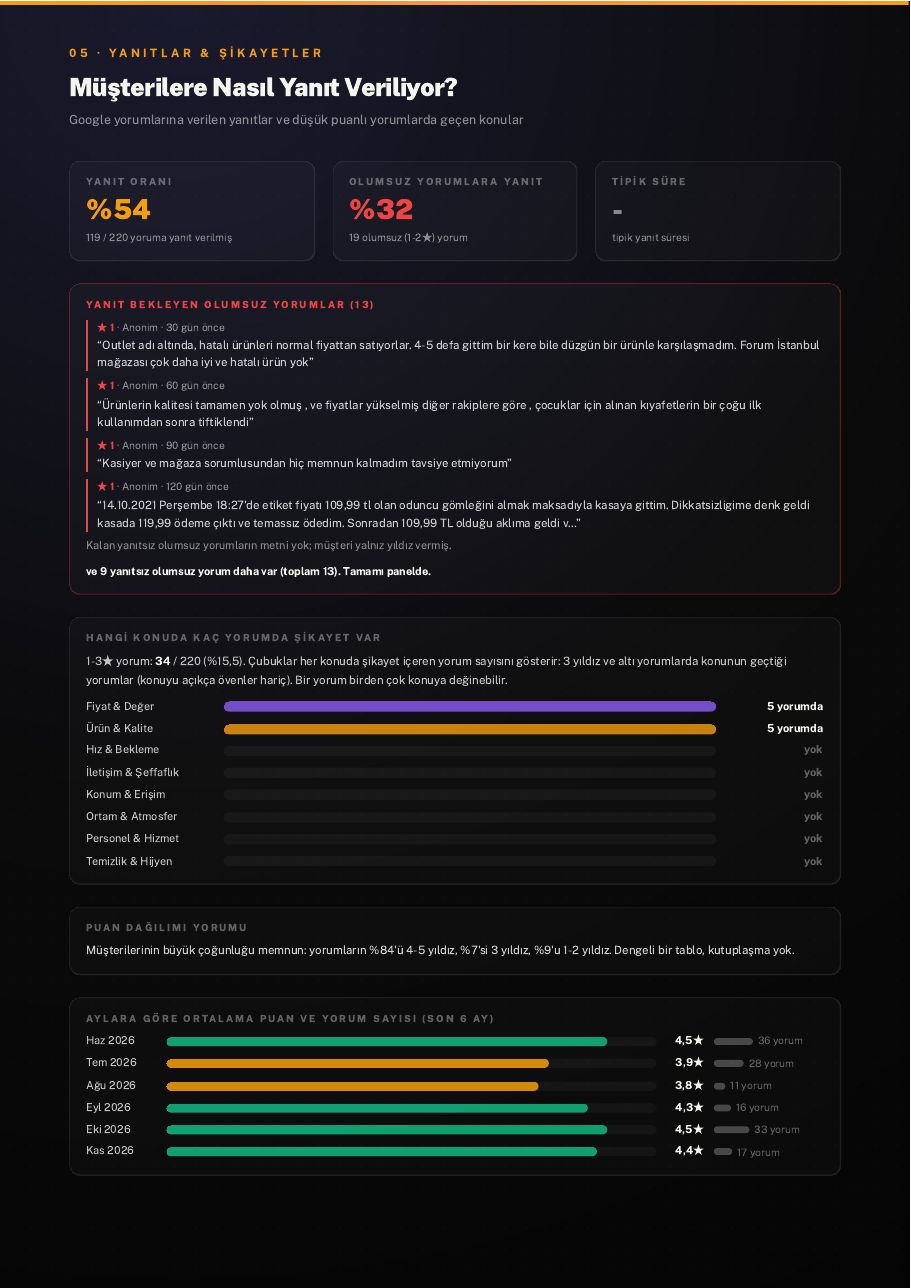 05 · YANITLAR & ŞİKAYETLER
Müşterilere Nasıl Yanıt Veriliyor?
Google yorumlarına verilen yanıtlar ve düşük puanlı yorumlarda geçen konular
YANIT ORANI
%54
119 / 220 yoruma yanıt verilmiş
OLUMSUZ YORUMLARA YANIT
%32
19 olumsuz (1-2★) yorum
TİPİK SÜRE
-
tipik yanıt süresi
YANIT BEKLEYEN OLUMSUZ YORUMLAR (13)
★ 1 · Anonim · 30 gün önce
“Outlet adı altında, hatalı ürünleri normal fiyattan satıyorlar. 4-5 defa gittim bir kere bile düzgün bir ürünle karşılaşmadım. Forum İstanbul
mağazası çok daha iyi ve hatalı ürün yok”
★ 1 · Anonim · 60 gün önce
“Ürünlerin kalitesi tamamen yok olmuş , ve fiyatlar yükselmiş diğer rakiplere göre , çocuklar için alınan kıyafetlerin bir çoğu ilk
kullanımdan sonra tiftiklendi”
★ 1 · Anonim · 90 gün önce
“Kasiyer ve mağaza sorumlusundan hiç memnun kalmadım tavsiye etmiyorum”
★ 1 · Anonim · 120 gün önce
“14.10.2021 Perşembe 18:27'de etiket fiyatı 109,99 tl olan oduncu gömleğini almak maksadıyla kasaya gittim. Dikkatsizligime denk geldi
kasada 119,99 ödeme çıktı ve temassız ödedim. Sonradan 109,99 TL olduğu aklıma geldi v...”
Kalan yanıtsız olumsuz yorumların metni yok; müşteri yalnız yıldız vermiş.
ve 9 yanıtsız olumsuz yorum daha var (toplam 13). Tamamı panelde.
HANGİ KONUDA KAÇ YORUMDA ŞİKAYET VAR
1-3★ yorum: 34 / 220 (%15,5). Çubuklar her konuda şikayet içeren yorum sayısını gösterir: 3 yıldız ve altı yorumlarda konunun geçtiği
yorumlar (konuyu açıkça övenler hariç). Bir yorum birden çok konuya değinebilir.
Fiyat & Değer 5 yorumda
Ürün & Kalite 5 yorumda
Hız & Bekleme yok
İletişim & Şeffaflık yok
Konum & Erişim yok
Ortam & Atmosfer yok
Personel & Hizmet yok
Temizlik & Hijyen yok
PUAN DAĞILIMI YORUMU
Müşterilerinin büyük çoğunluğu memnun: yorumların %84'ü 4-5 yıldız, %7'si 3 yıldız, %9'u 1-2 yıldız. Dengeli bir tablo, kutuplaşma yok.
AYLARA GÖRE ORTALAMA PUAN VE YORUM SAYISI (SON 6 AY)
Haz 2026 4,5★ 36 yorum
Tem 2026 3,9★ 28 yorum
Ağu 2026 3,8★ 11 yorum
Eyl 2026 4,3★ 16 yorum
Eki 2026 4,5★ 33 yorum
Kas 2026 4,4★ 17 yorum